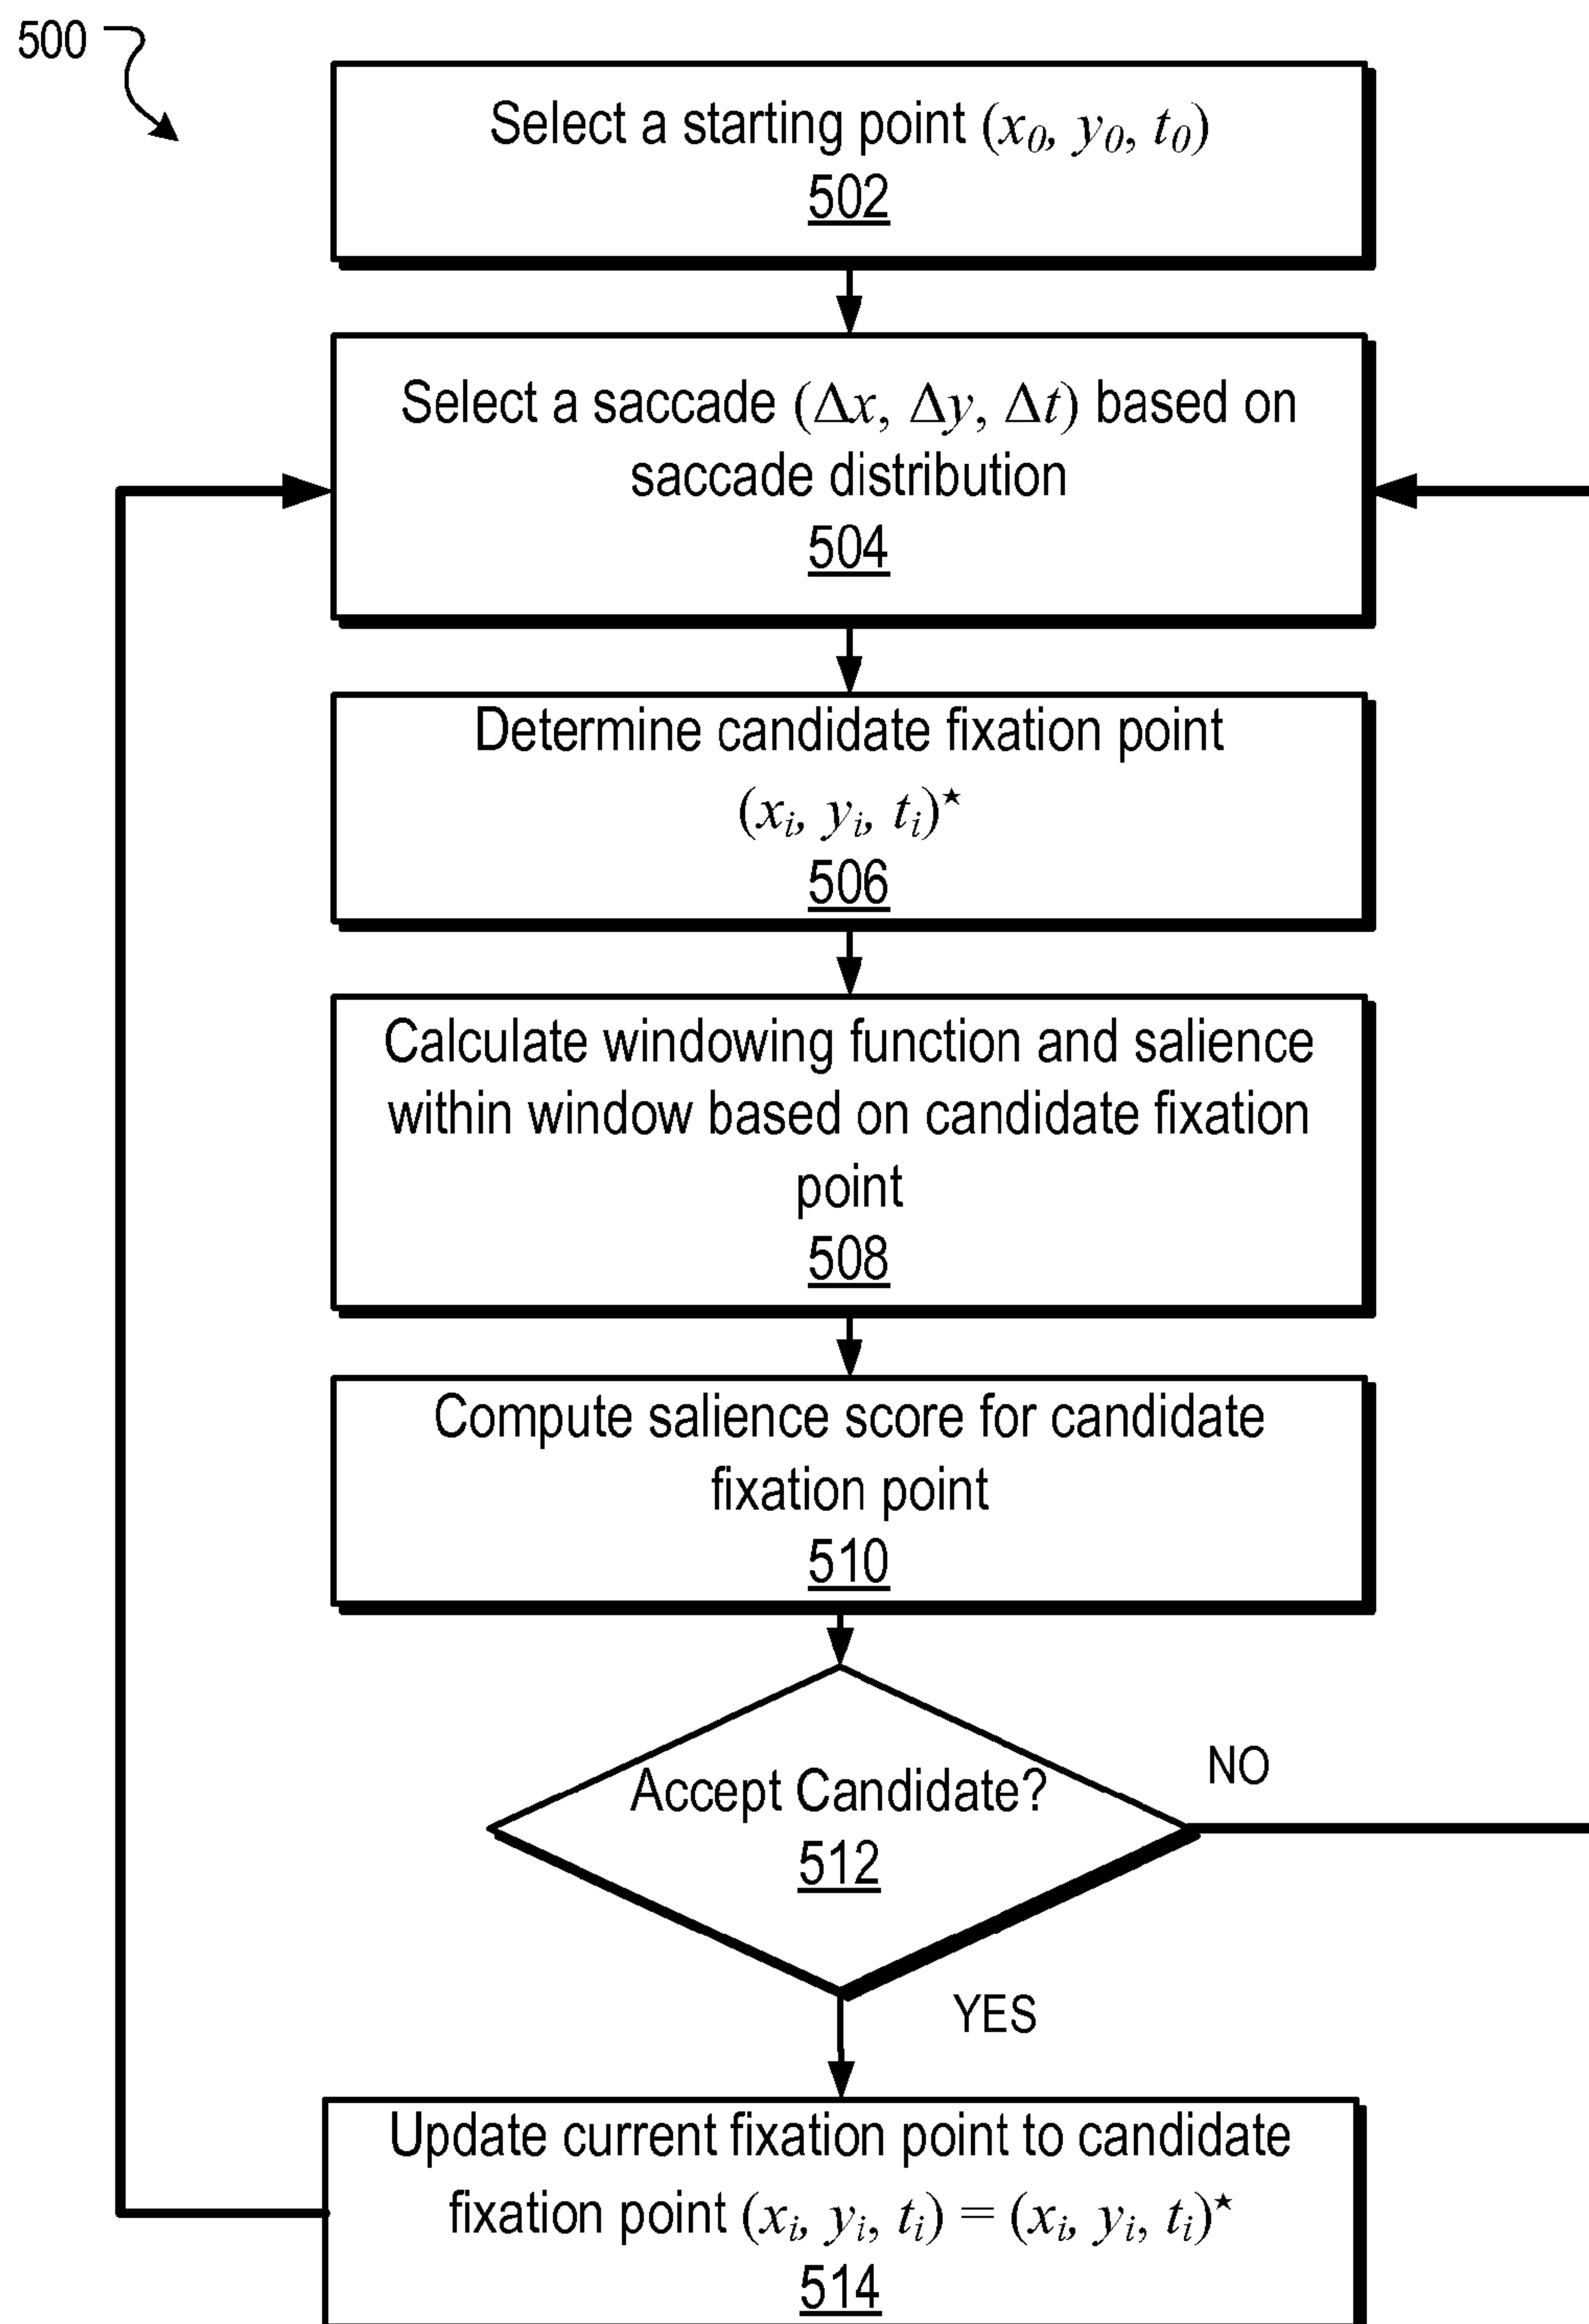 500
Select a starting point (x0, y0, t0)
502
Select a saccade (Δx, Δy, Δt) based on
saccade distribution
504
Determine candidate fixation point
(xi, yi, ti)*
506
Calculate windowing function and salience
within window based on candidate fixation
point
508
Compute salience score for candidate
fixation point
510
Accept Candidate?
512
NO
YES
Update current fixation point to candidate
fixation point (xi, yi, ti) = (xi, yi, ti)*
514